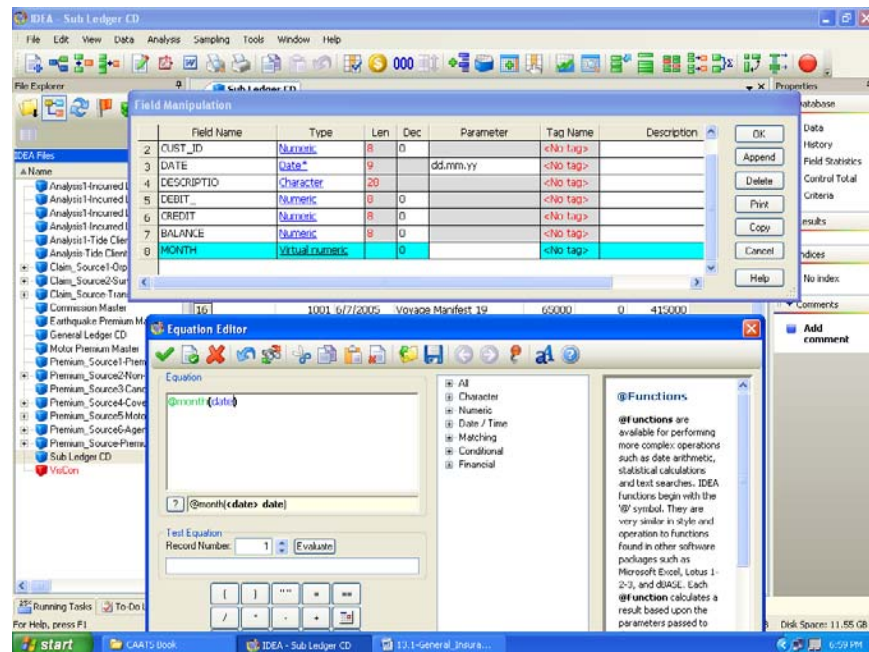 IDEA - Sub Ledger CD
File Edit View Data Analysis Sampling Tools Window Help
File Explorer
Sub Ledger CD
Properties
Field Manipulation
Field Name Type Len Dec Parameter Tag Name Description
2 CUST_ID Numeric 8 0 <No tag>
3 DATE Date* 9 dd.mm.yy <No tag>
4 DESCRIPTIO Character 20 <No tag>
5 DEBIT_ Numeric 8 0 <No tag>
6 CREDIT Numeric 8 0 <No tag>
7 BALANCE Numeric 8 0 <No tag>
8 MONTH Virtual numeric 0 <No tag>
OK
Append
Delete
Print
Copy
Cancel
Help
IDEA Files
Name
Analysis1-Incurred L
Analysis1-Incurred L
Analysis1-Incurred L
Analysis1-Incurred L
Analysis1-Tide Clier
Analysis-Tide Client
Claim_Source1-Grp
Claim_Source2-Sur
Claim_Source-Trans
Commission Master
Earthquake Premium Ma
General Ledger CD
Motor Premium Master
Premium_Source1-Prem
Premium_Source2-Non-
Premium_Source3 Canc
Premium_Source4-Cove
Premium_Source5 Moto
Premium_Source6-Agen
Premium_Source-Premiu
Sub Ledger CD
VisCon
atabase
Data
History
Field Statistics
Control Total
Criteria
esults
ndices
No index
Comments
Add comment
16 1001 6/7/2005 Voyage Manifest 19 65000 0 415000
Equation Editor
Equation
@month(date)
? @month(<date> date)
Test Equation
Record Number: 1 Evaluate
( ) "" = ==
/ * - +
All
Character
Numeric
Date / Time
Matching
Conditional
Financial
@Functions
@Functions are
available for performing
more complex operations
such as date arithmetic,
statistical calculations
and text searches. IDEA
functions begin with the
'@' symbol. They are
very similar in style and
operation to functions
found in other software
packages such as
Microsoft Excel, Lotus 1-
2-3, and dBASE. Each
@Function calculates a
result based upon the
parameters passed to
Running Tasks To-Do L
For Help, press F1
Disk Space: 11.55 GB
start CAATS Book IDEA - Sub Ledger CD 13.1-General_Insura... 6:59 PM